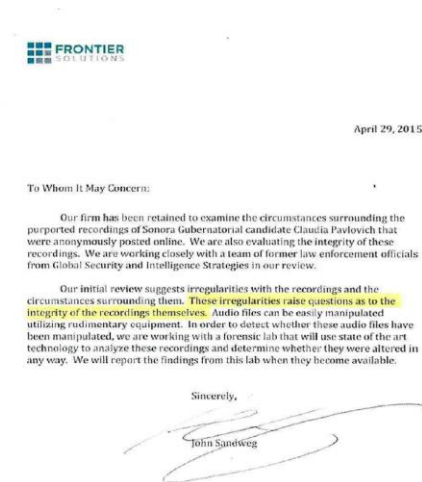 FRONTIER
SOLUTIONS
April 29, 2015
To Whom It May Concern:
Our firm has been retained to examine the circumstances surrounding the
purported recordings of Sonora Gubernatorial candidate Claudia Pavlovich that
were anonymously posted online. We are also evaluating the integrity of these
recordings. We are working closely with a team of former law enforcement officials
from Global Security and Intelligence Strategies in our review.
Our initial review suggests irregularities with the recordings and the
circumstances surrounding them. These irregularities raise questions as to the
integrity of the recordings themselves. Audio files can be easily manipulated
utilizing rudimentary equipment. In order to detect whether these audio files have
been manipulated, we are working with a forensic lab that will use state of the art
technology to analyze these recordings and determine whether they were altered in
any way. We will report the findings from this lab when they become available.
Sincerely,
John Sandweg